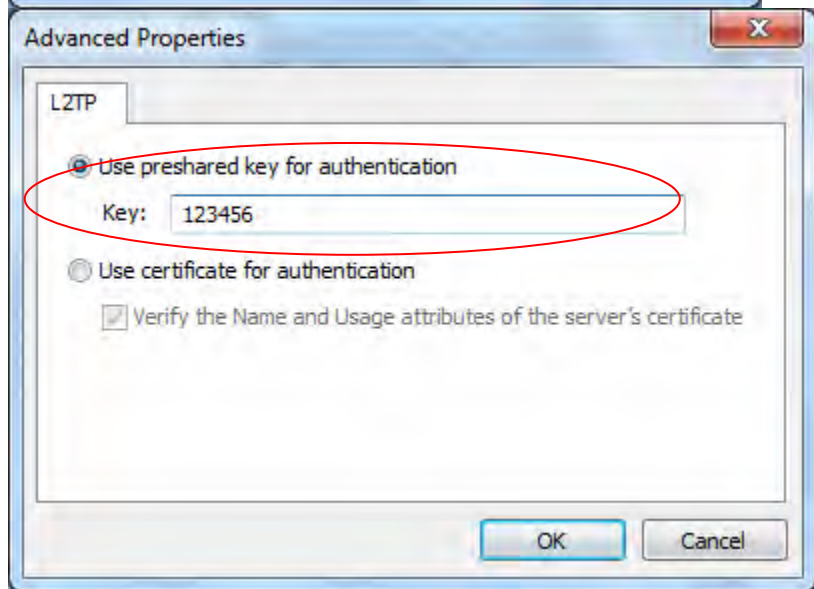 Advanced Properties
L2TP
Use preshared key for authentication
Key: 123456
Use certificate for authentication
Verify the Name and Usage attributes of the server's certificate
OK Cancel